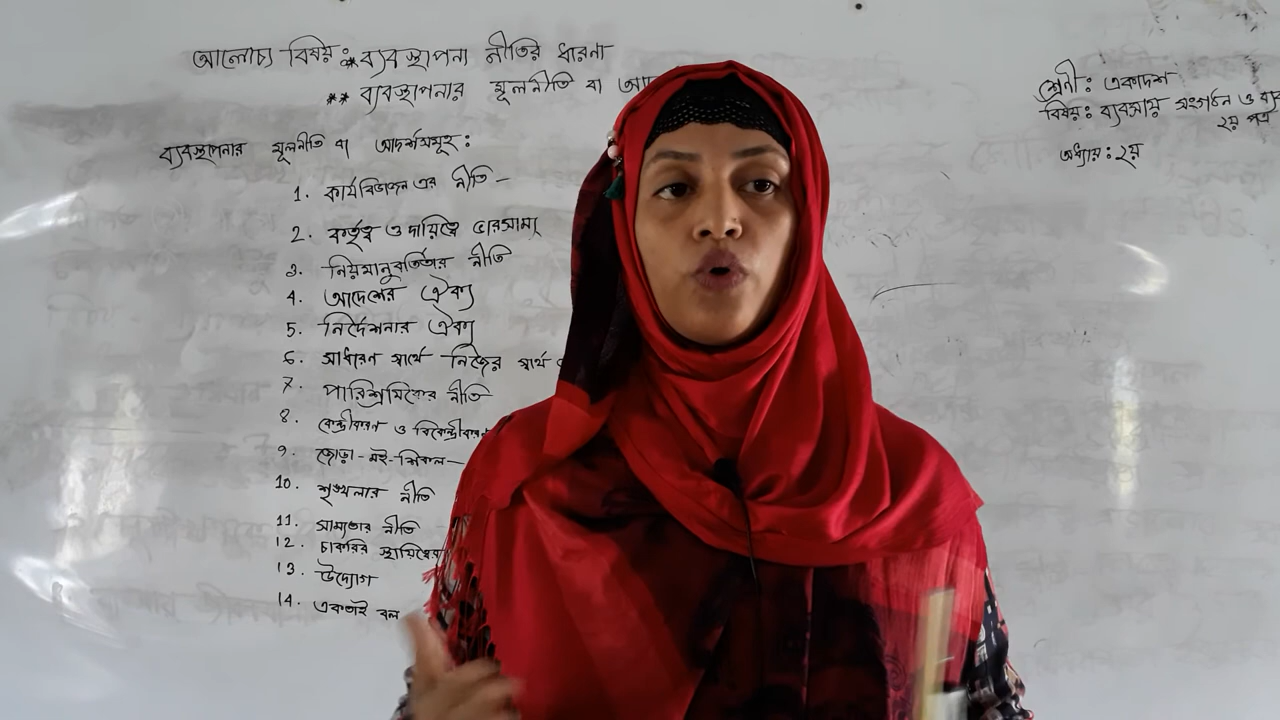 আলোচ্য বিষয়ঃ * ব্যবস্থাপনা নীতির ধারনা
** ব্যবস্থাপনার মূলনীতি বা
শ্রেনীঃ একাদশ
বিষয়ঃ ব্যবসায় সংগঠন ও
২য় পত্র
অধ্যায়ঃ ২য়
ব্যবস্থাপনার মূলনীতি বা আদর্শসমূহঃ
1. কার্যবিভাজন এর নীতি -
2. কর্তৃত্ব ও দায়িত্বে ভারসাম্য
3. নিয়মানুবর্তিতার নীতি
4. আদেশের ঐক্য
5. নির্দেশনার ঐক্য
6. সাধারণ স্বার্থে নিজের স্বার্থ
7. পারিশ্রমিকের নীতি
8. কেন্দ্রীকরণ ও বিকেন্দ্রীকরণ
9. জোড়া-মই-শিকল-
10. শৃঙ্খলার নীতি
11. সাম্যতার নীতি
12. চাকরির
13. উদ্যোগ
14. একতাই বল